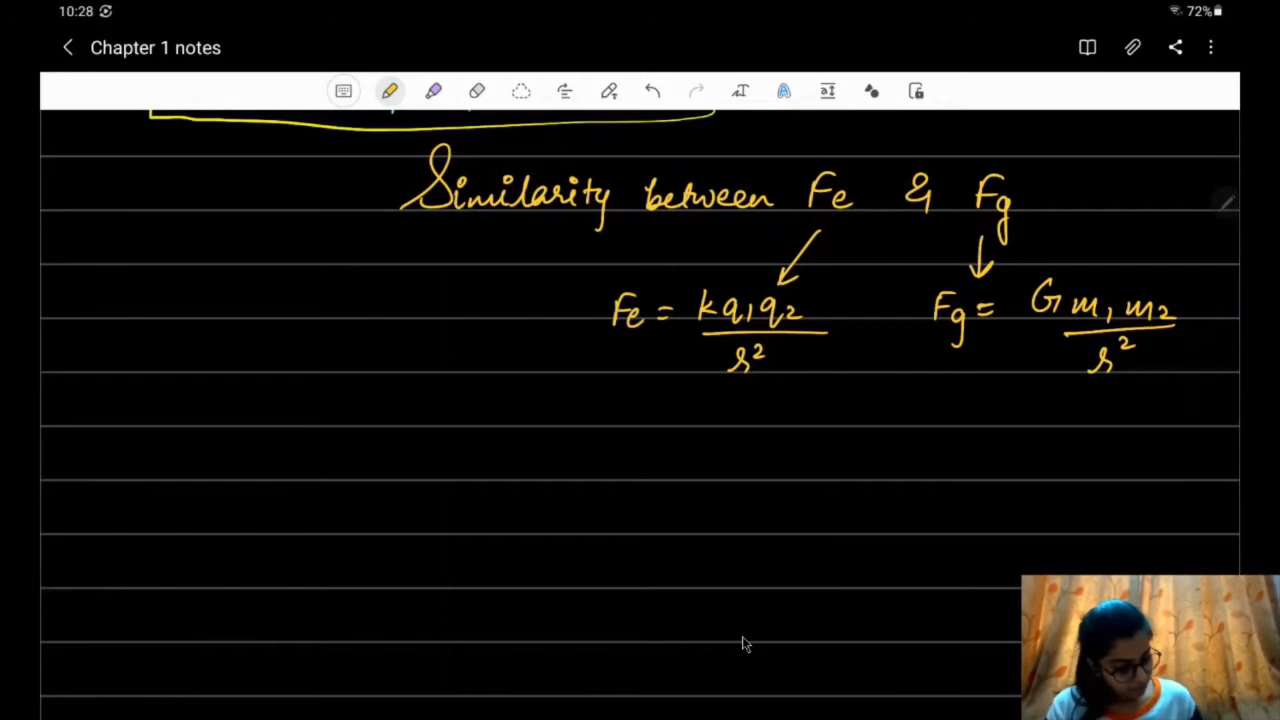 10:28
72%
Chapter 1 notes
Similarity between Fe & Fg
Fe = kq1q2 / r2
Fg = Gm1m2 / r2